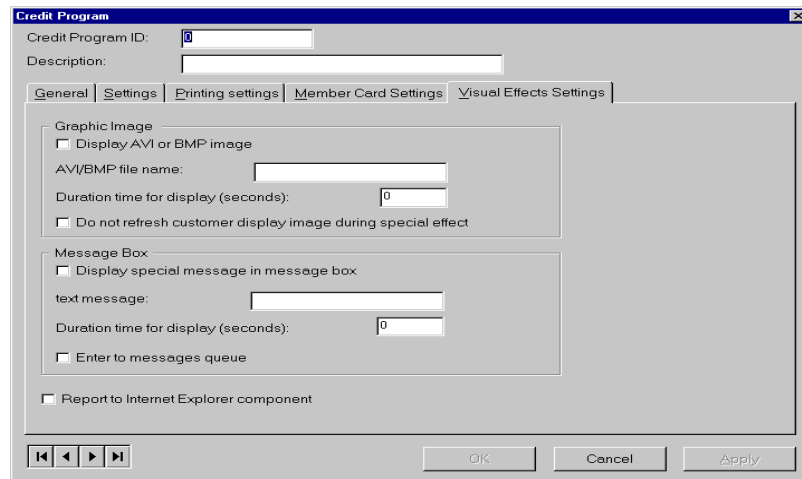 Credit Program
Credit Program ID: 0
Description:
General Settings Printing settings Member Card Settings Visual Effects Settings
Graphic Image
Display AVI or BMP image
AVI/BMP file name:
Duration time for display (seconds): 0
Do not refresh customer display image during special effect
Message Box
Display special message in message box
text message:
Duration time for display (seconds): 0
Enter to messages queue
Report to Internet Explorer component
OK Cancel Apply